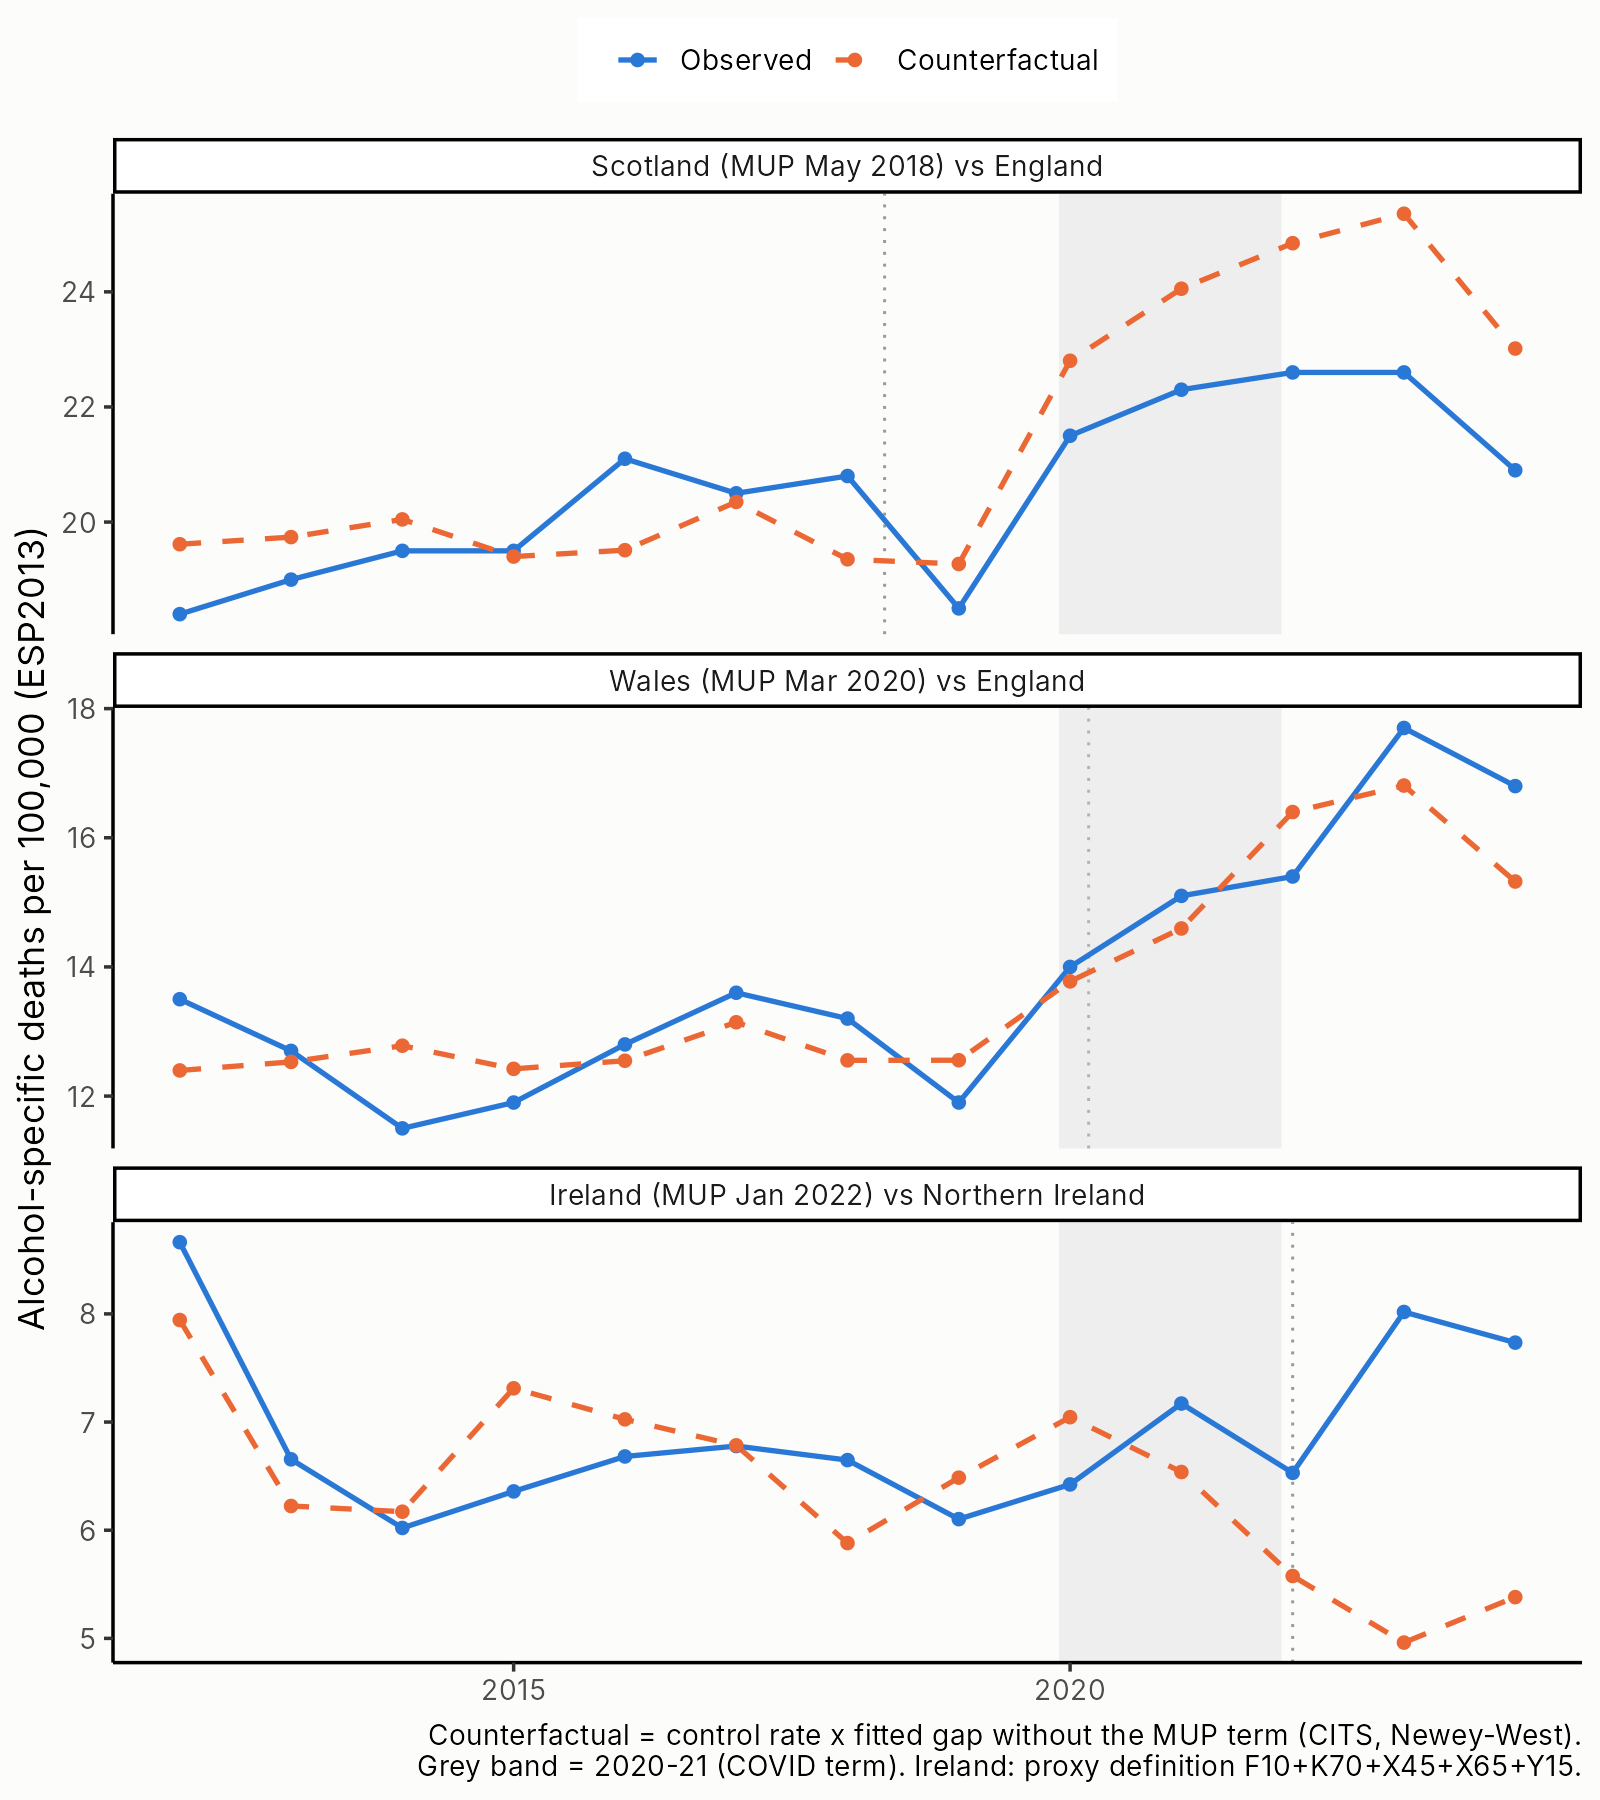 Observed Counterfactual
Scotland (MUP May 2018) vs England
24
22
20
Wales (MUP Mar 2020) vs England
18
16
14
12
Ireland (MUP Jan 2022) vs Northern Ireland
8
7
6
5
Alcohol-specific deaths per 100,000 (ESP2013)
2015 2020
Counterfactual = control rate x fitted gap without the MUP term (CITS, Newey-West).
Grey band = 2020-21 (COVID term). Ireland: proxy definition F10+K70+X45+X65+Y15.